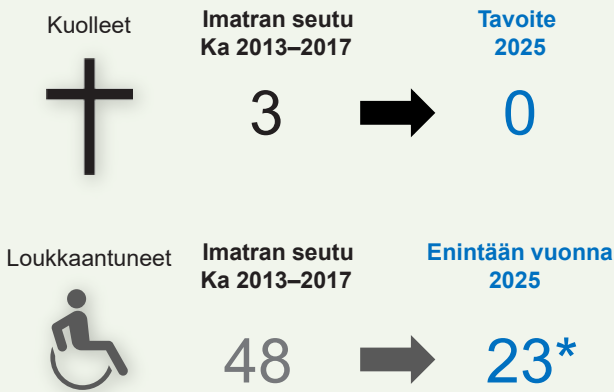 Kuolleet
Imatran seutu
Ka 2013–2017
Tavoite
2025
3
0
Loukkaantuneet
Imatran seutu
Ka 2013–2017
Enintään vuonna
2025
48
23*